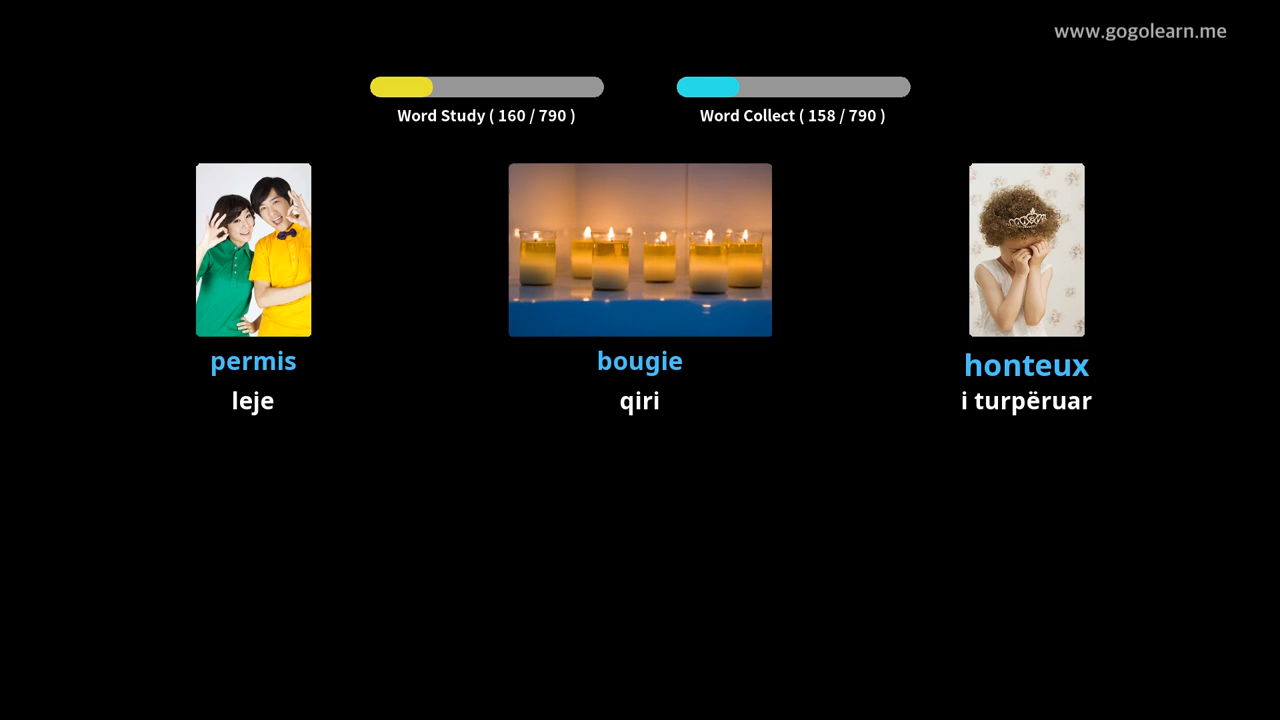 www.gogolearn.me
Word Study ( 160 / 790 )
Word Collect ( 158 / 790 )
permis
leje
bougie
qiri
honteux
i turpëruar